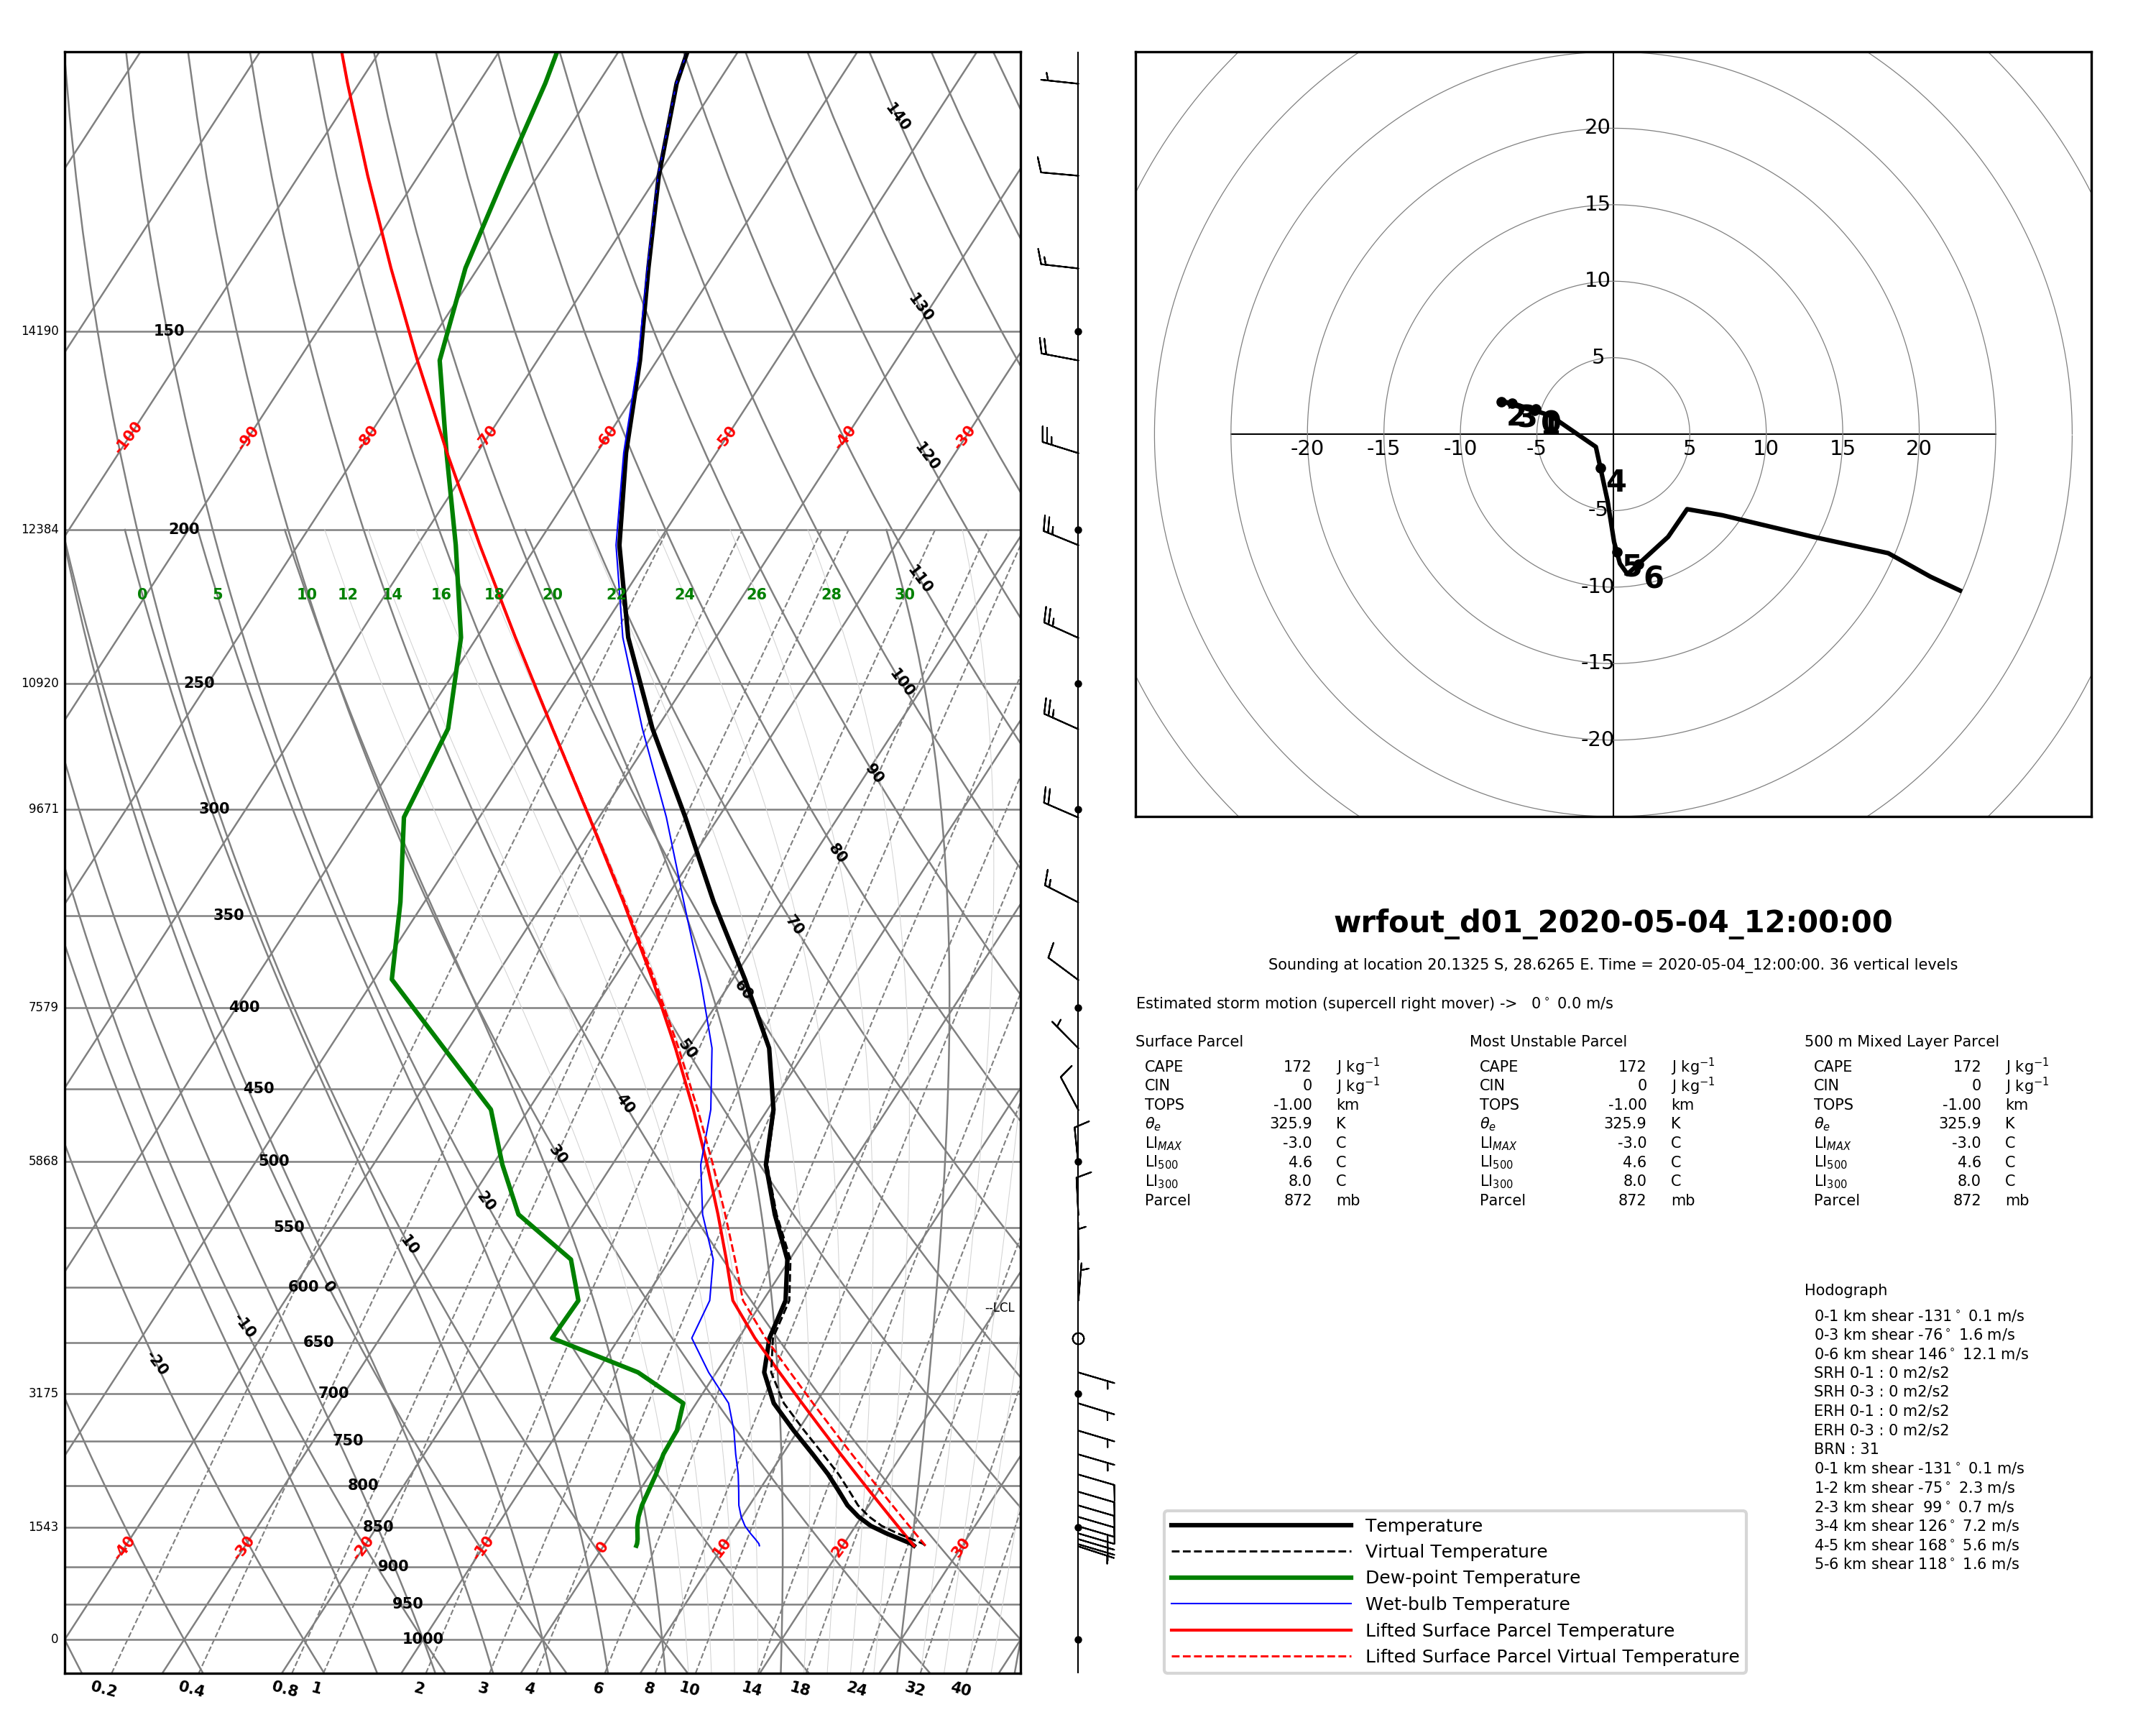 140
130
14190 150
-100 -90 -80 -70 -60 -50 -40 -30
120
12384 200
110
0 5 10 12 14 16 18 20 22 24 26 28 30
10920 250 100
90
9671 300
80
350 70
60
7579 400
50
450 40
5868 500 30
20
550 10
600 0
--LCL
-10
650
-20
3175 700
750
800
1543 850
-40 -30 -20 -10 0 10 20 30
900
950
0 1000
0.2 0.4 0.8 1 2 3 4 6 8 10 14 18 24 32 40
20
15
10
5
-20 -15 -10 -5 5 10 15 20
-5
-10
-15
-20
2 3 0
4
5 6
wrfout_d01_2020-05-04_12:00:00
Sounding at location 20.1325 S, 28.6265 E. Time = 2020-05-04_12:00:00. 36 vertical levels
Estimated storm motion (supercell right mover) -> 0° 0.0 m/s
Surface Parcel
CAPE 172 J kg⁻¹
CIN 0 J kg⁻¹
TOPS -1.00 km
θe 325.9 K
LIMAX -3.0 C
LI500 4.6 C
LI300 8.0 C
Parcel 872 mb
Most Unstable Parcel
CAPE 172 J kg⁻¹
CIN 0 J kg⁻¹
TOPS -1.00 km
θe 325.9 K
LIMAX -3.0 C
LI500 4.6 C
LI300 8.0 C
Parcel 872 mb
500 m Mixed Layer Parcel
CAPE 172 J kg⁻¹
CIN 0 J kg⁻¹
TOPS -1.00 km
θe 325.9 K
LIMAX -3.0 C
LI500 4.6 C
LI300 8.0 C
Parcel 872 mb
Hodograph
0-1 km shear -131° 0.1 m/s
0-3 km shear -76° 1.6 m/s
0-6 km shear 146° 12.1 m/s
SRH 0-1 : 0 m2/s2
SRH 0-3 : 0 m2/s2
ERH 0-1 : 0 m2/s2
ERH 0-3 : 0 m2/s2
BRN : 31
0-1 km shear -131° 0.1 m/s
1-2 km shear -75° 2.3 m/s
2-3 km shear 99° 0.7 m/s
3-4 km shear 126° 7.2 m/s
4-5 km shear 168° 5.6 m/s
5-6 km shear 118° 1.6 m/s
Temperature
Virtual Temperature
Dew-point Temperature
Wet-bulb Temperature
Lifted Surface Parcel Temperature
Lifted Surface Parcel Virtual Temperature